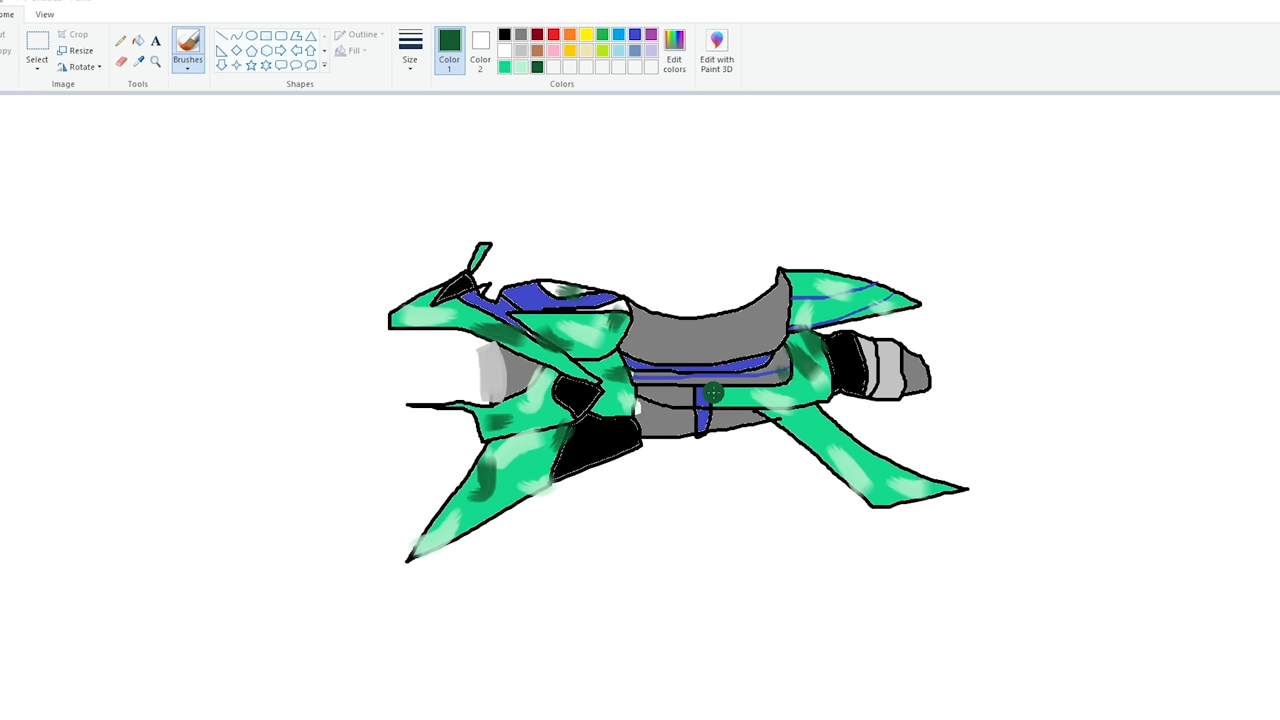 ome View
Crop
Resize
Rotate
Select
Image
A
Tools
Brushes
Outline
Fill
Shapes
Size
Color 1
Color 2
Edit colors
Edit with Paint 3D
Colors